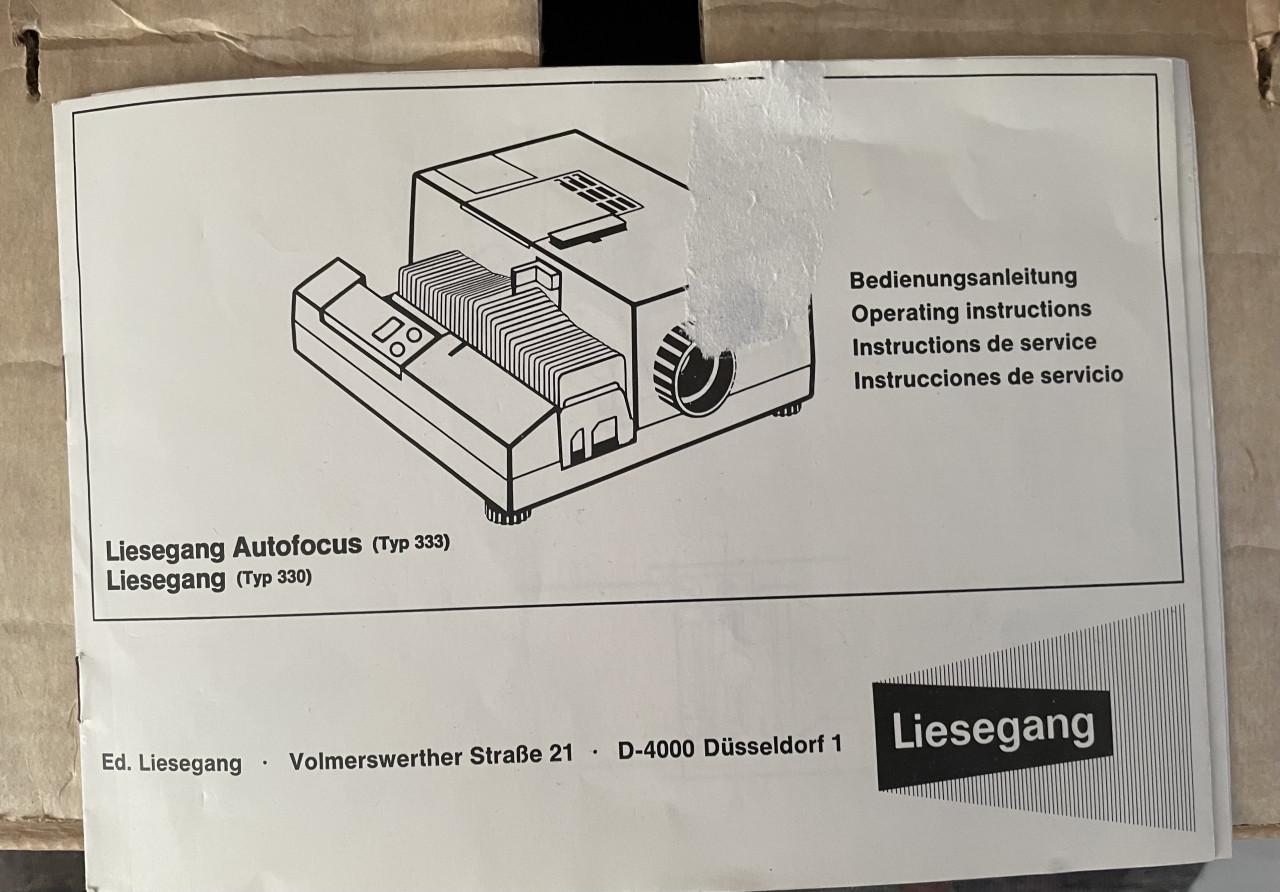 Bedienungsanleitung
Operating instructions
Instructions de service
Instrucciones de servicio
Liesegang Autofocus (Typ 333)
Liesegang (Typ 330)
Ed. Liesegang · Volmerswerther Straße 21 · D-4000 Düsseldorf 1
Liesegang